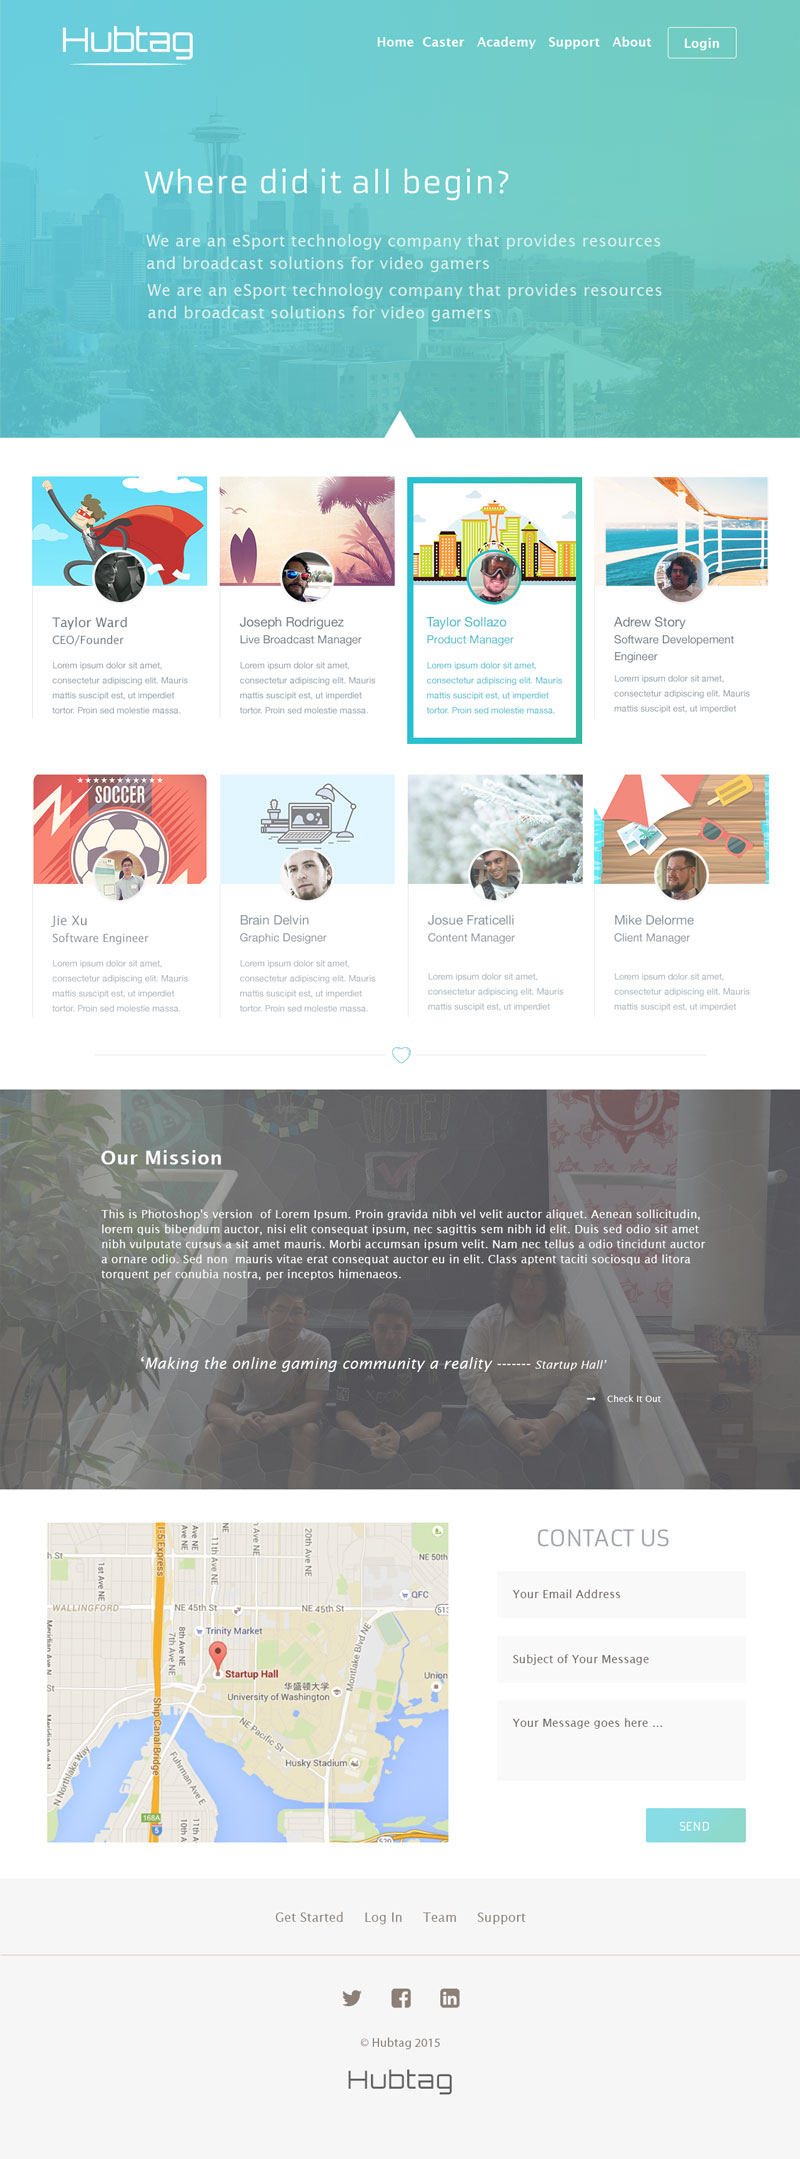 Hubtag
Home Caster Academy Support About Login
Where did it all begin?
We are an eSport technology company that provides resources
and broadcast solutions for video gamers
We are an eSport technology company that provides resources
and broadcast solutions for video gamers
Taylor Ward
CEO/Founder
Lorem ipsum dolor sit amet,
consectetur adipiscing elit. Mauris
mattis suscipit est, ut imperdiet
tortor. Proin sed molestie massa.
Joseph Rodriguez
Live Broadcast Manager
Lorem ipsum dolor sit amet,
consectetur adipiscing elit. Mauris
mattis suscipit est, ut imperdiet
tortor. Proin sed molestie massa.
Taylor Sollazo
Product Manager
Lorem ipsum dolor sit amet,
consectetur adipiscing elit. Mauris
mattis suscipit est, ut imperdiet
tortor. Proin sed molestie massa.
Adrew Story
Software Developement
Engineer
Lorem ipsum dolor sit amet,
consectetur adipiscing elit. Mauris
mattis suscipit est, ut imperdiet
SOCCER
Jie Xu
Software Engineer
Lorem ipsum dolor sit amet,
consectetur adipiscing elit. Mauris
mattis suscipit est, ut imperdiet
tortor. Proin sed molestie massa.
Brain Delvin
Graphic Designer
Lorem ipsum dolor sit amet,
consectetur adipiscing elit. Mauris
mattis suscipit est, ut imperdiet
tortor. Proin sed molestie massa.
Josue Fraticelli
Content Manager
Lorem ipsum dolor sit amet,
consectetur adipiscing elit. Mauris
mattis suscipit est, ut imperdiet
Mike Delorme
Client Manager
Lorem ipsum dolor sit amet,
consectetur adipiscing elit. Mauris
mattis suscipit est, ut imperdiet
VOTE!
Our Mission
This is Photoshop's version of Lorem Ipsum. Proin gravida nibh vel velit auctor aliquet. Aenean sollicitudin,
lorem quis bibendum auctor, nisi elit consequat ipsum, nec sagittis sem nibh id elit. Duis sed odio sit amet
nibh vulputate cursus a sit amet mauris. Morbi accumsan ipsum velit. Nam nec tellus a odio tincidunt auctor
a ornare odio. Sed non mauris vitae erat consequat auctor eu in elit. Class aptent taciti sociosqu ad litora
torquent per conubia nostra, per inceptos himenaeos.
‘Making the online gaming community a reality ------- Startup Hall’
→ Check It Out
I-5 Express
Ave NE
Ave NE
11th Ave NE
Ave NE
20th Ave NE
NE 50th
h St
1st Ave NE
QFC
WALLINGFORD
NE 45th St
NE 45th St
513
Meridian Ave N
8th Ave NE
7th Ave NE
Trinity Market
Montlake Blvd NE
Startup Hall
华盛顿大学
University of Washington
Union
Meridian Ave N
Ship Canal Bridge
NE Pacific St
N Northlake Way
Fuhrman Ave E
Husky Stadium
168A
5
10th A
11th A
520
CONTACT US
Your Email Address
Subject of Your Message
Your Message goes here ...
SEND
Get Started Log In Team Support
© Hubtag 2015
Hubtag